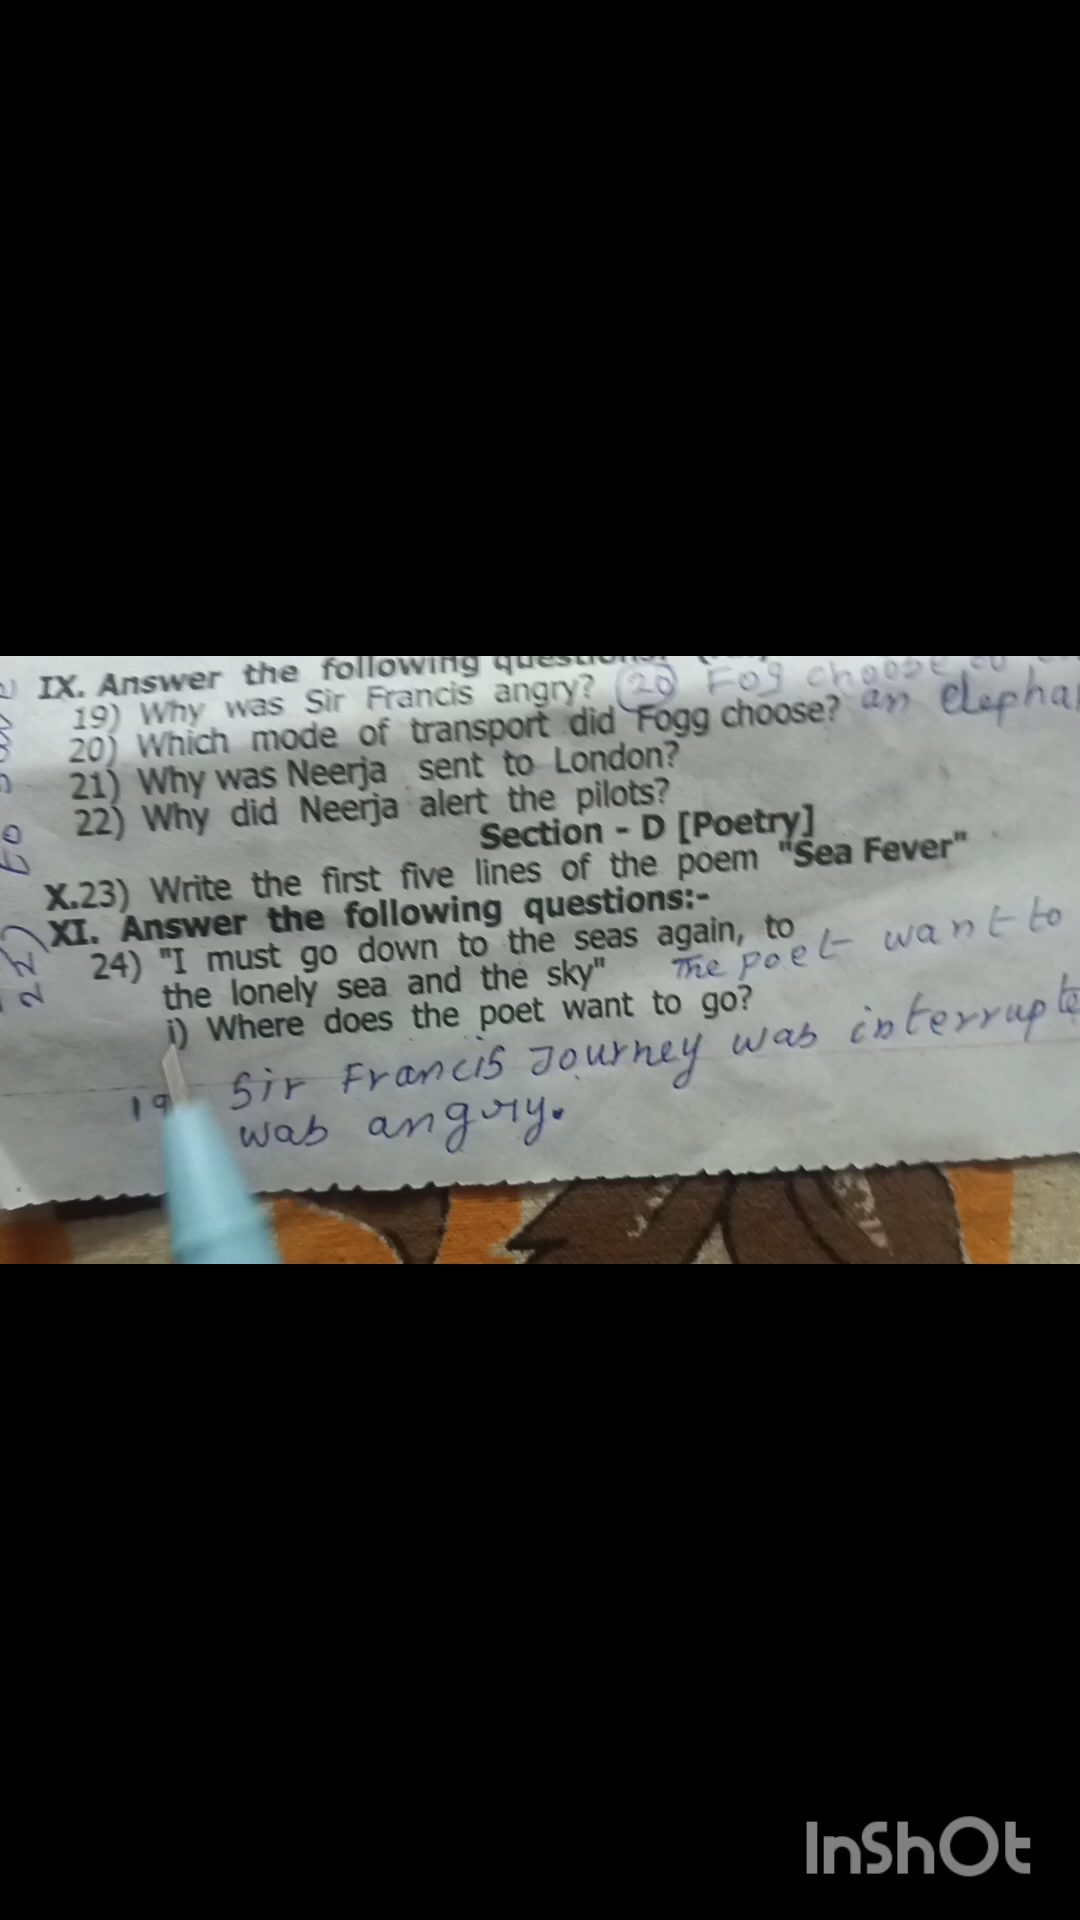 IX. Answer the following
19) Why was Sir Francis angry? (20) Fog choose
20) Which mode of transport did Fogg choose? an elepha
21) Why was Neerja sent to London?
22) Why did Neerja alert the pilots?
Section - D [Poetry]
X.23) Write the first five lines of the poem "Sea Fever"
XI. Answer the following questions:-
24) "I must go down to the seas again, to
the lonely sea and the sky" The poet want to
i) Where does the poet want to go?
19 Sir Francis Journey was interrupte
was angry.
InShOt